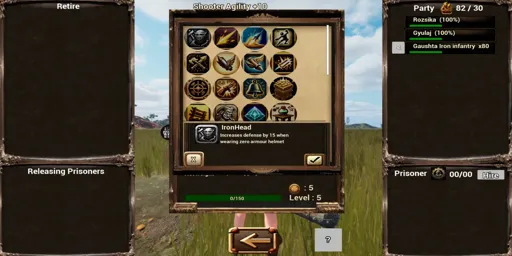 Retire
Shooter Agility +10
Party 82 / 30
Rozsika (100%)
Gyulaj (100%)
Gaushta Iron infantry x80
IronHead
Increases defense by 15 when
wearing zero armour helmet
Releasing Prisoners
Prisoner 00/00 Hire
0/150
: 5
Level : 5
?